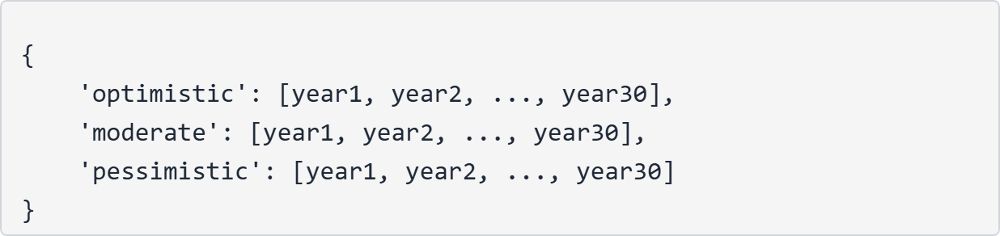 {
    'optimistic': [year1, year2, ..., year30],
    'moderate': [year1, year2, ..., year30],
    'pessimistic': [year1, year2, ..., year30]
}